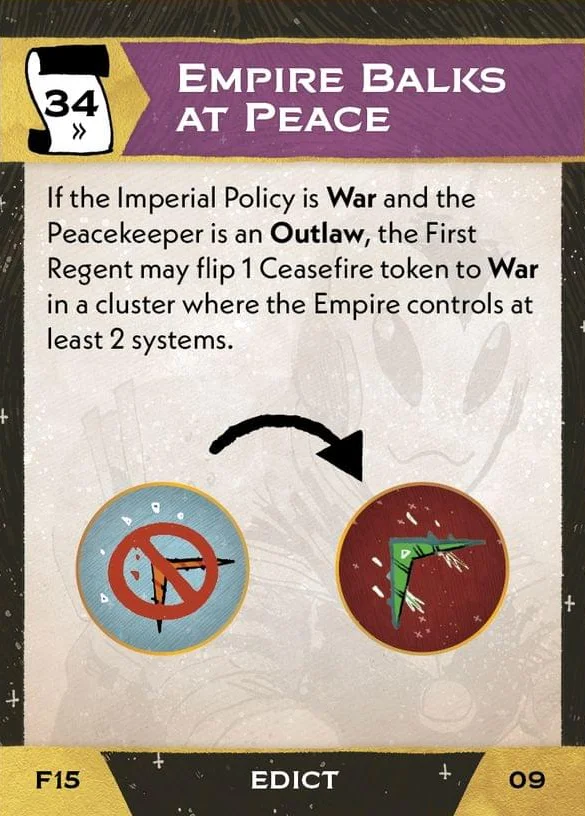 34
»
EMPIRE BALKS
AT PEACE
If the Imperial Policy is War and the
Peacekeeper is an Outlaw, the First
Regent may flip 1 Ceasefire token to War
in a cluster where the Empire controls at
least 2 systems.
F15
EDICT
09